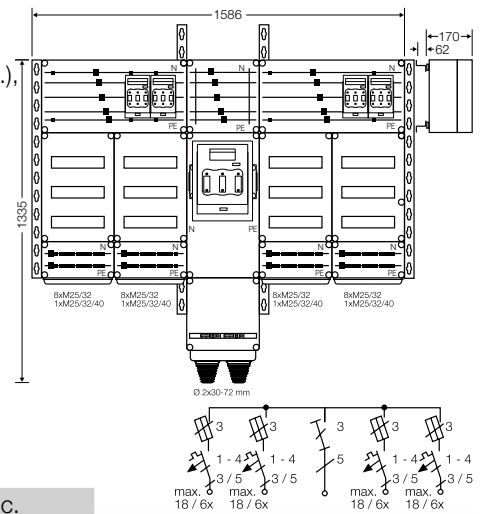 1586
170
62
.),
N
N
N
PE
PE
PE
1335
N
PE
N
N
N
N
PE
PE
PE
PE
8xM25/32
1xM25/32/40
8xM25/32
1xM25/32/40
8xM25/32
1xM25/32/40
8xM25/32
1xM25/32/40
Ø 2x30-72 mm
3
3
3
3
3
1 - 4
1 - 4
5
1 - 4
1 - 4
3 / 5
3 / 5
3 / 5
3 / 5
max.
18 / 6x
max.
18 / 6x
max.
18 / 6x
max.
18 / 6x
c.